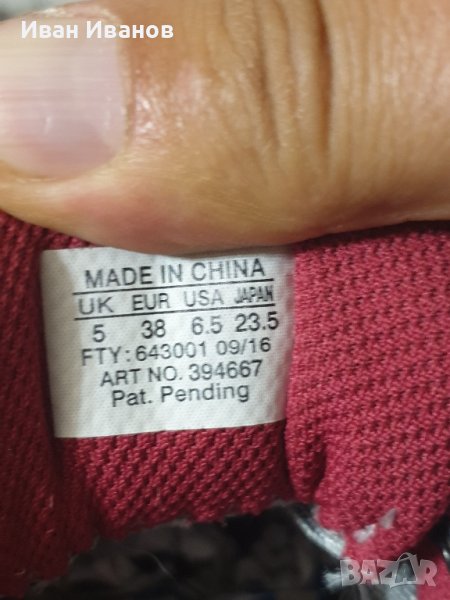 Иван Иванов
MADE IN CHINA
UK EUR USA JAPAN
5 38 6.5 23.5
FTY: 643001 09/16
ART NO. 394667
Pat. Pending
BAZAR